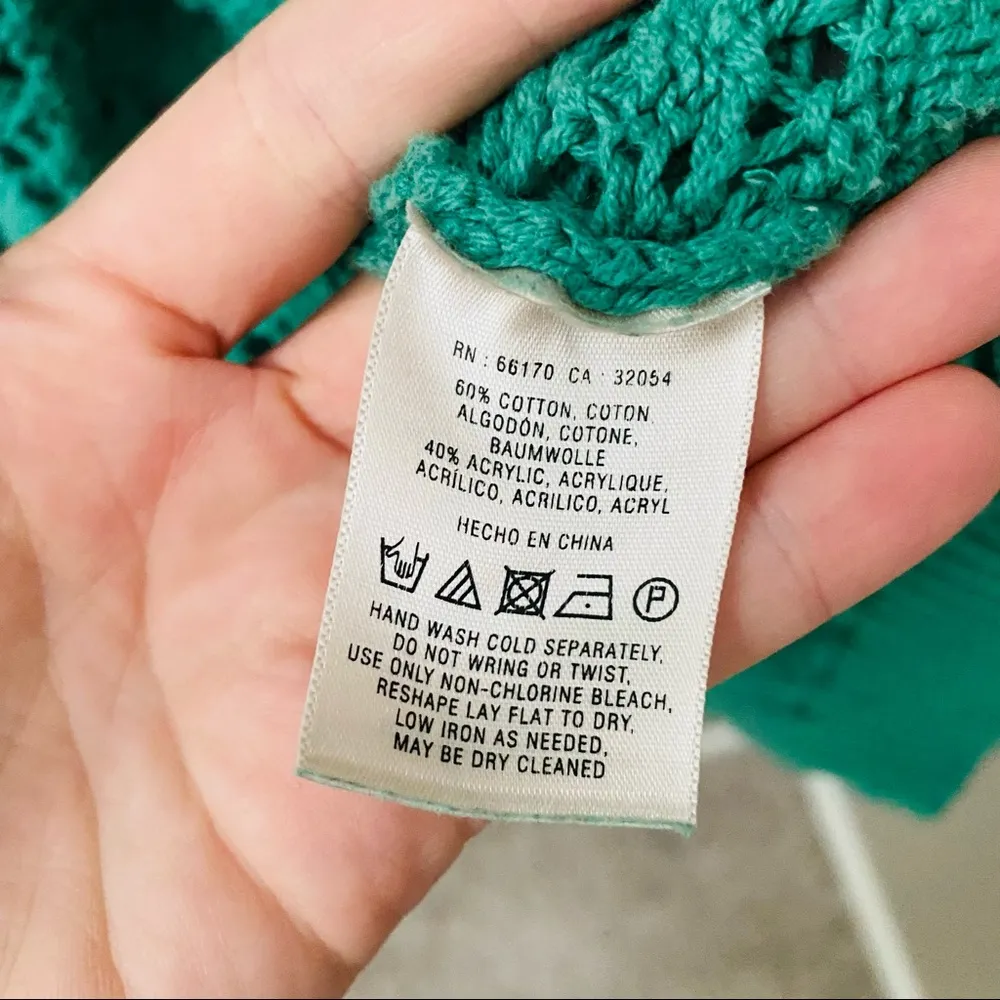 RN : 66170 CA · 32054
60% COTTON, COTON
ALGODÓN, COTONE,
BAUMWOLLE
40% ACRYLIC, ACRYLIQUE,
ACRÍLICO, ACRILICO, ACRYL
HECHO EN CHINA
P
HAND WASH COLD SEPARATELY,
DO NOT WRING OR TWIST,
USE ONLY NON-CHLORINE BLEACH,
RESHAPE LAY FLAT TO DRY,
LOW IRON AS NEEDED,
MAY BE DRY CLEANED